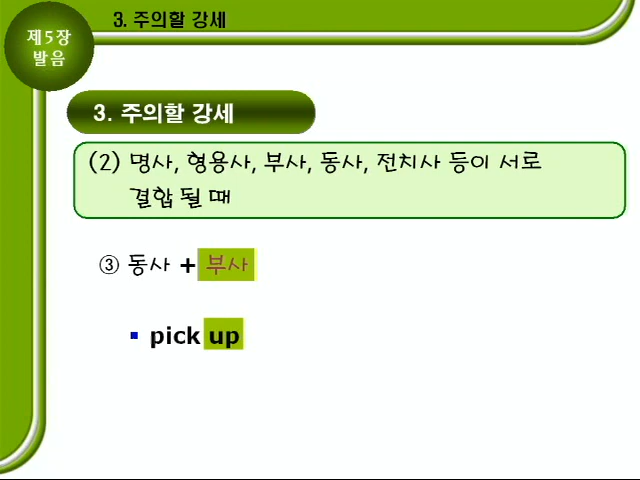 3. 주의할 강세
제5장
발음
3. 주의할 강세
(2) 명사, 형용사, 부사, 동사, 전치사 등이 서로
결합 될 때
③ 동사 + 부사
▪ pick up